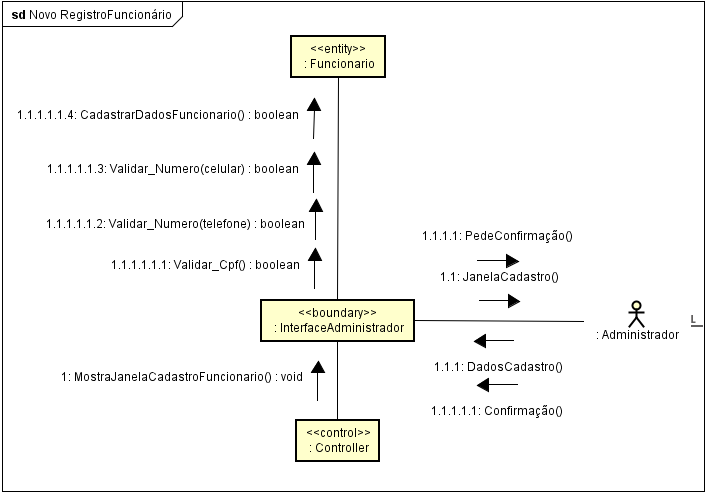 sd Novo RegistroFuncionário
<<entity>>
: Funcionario
1.1.1.1.1.4: CadastrarDadosFuncionario() : boolean
1.1.1.1.1.3: Validar_Numero(celular) : boolean
1.1.1.1.1.2: Validar_Numero(telefone) : boolean
1.1.1.1.1.1: Validar_Cpf() : boolean
1.1.1.1: PedeConfirmação()
1.1: JanelaCadastro()
<<boundary>>
: InterfaceAdministrador
: Administrador
L
1.1.1: DadosCadastro()
1: MostraJanelaCadastroFuncionario() : void
1.1.1.1.1: Confirmação()
<<control>>
: Controller